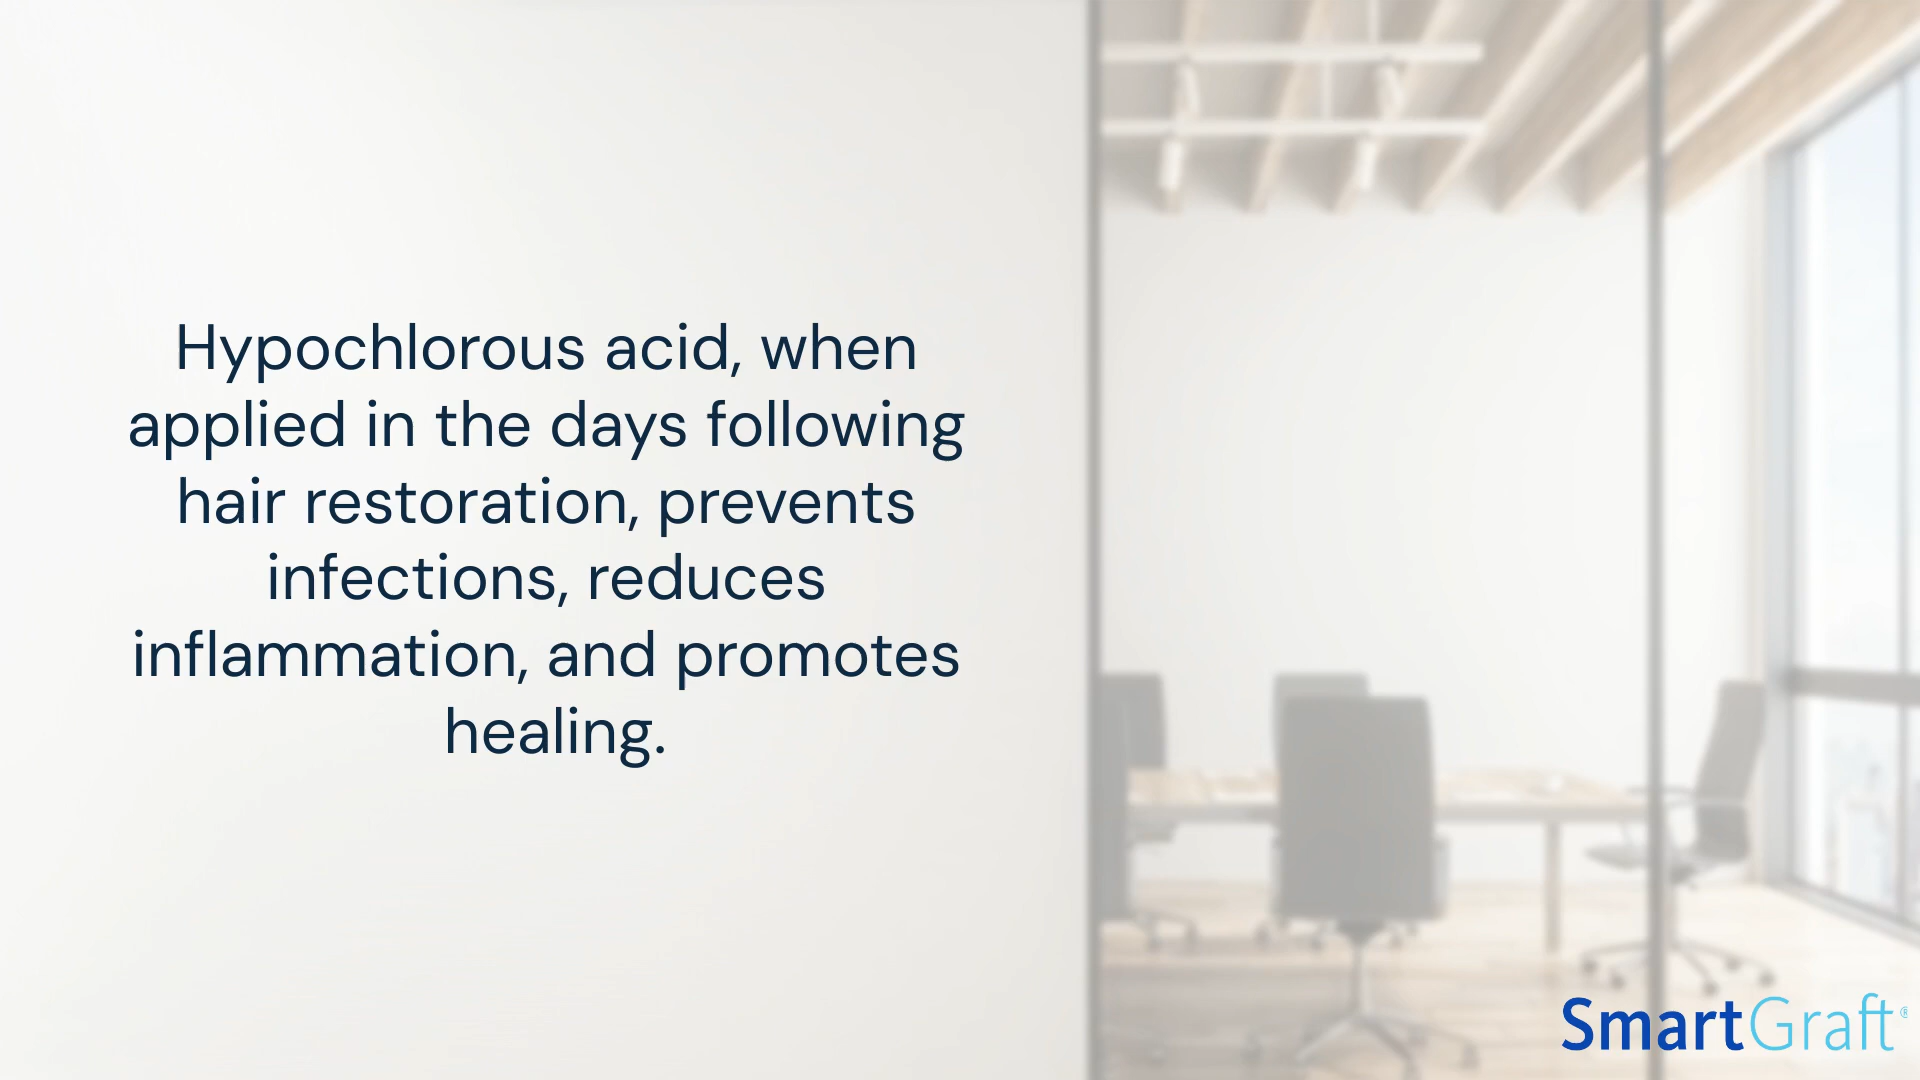 Hypochlorous acid, when
applied in the days following
hair restoration, prevents
infections, reduces
inflammation, and promotes
healing.
SmartGraft®